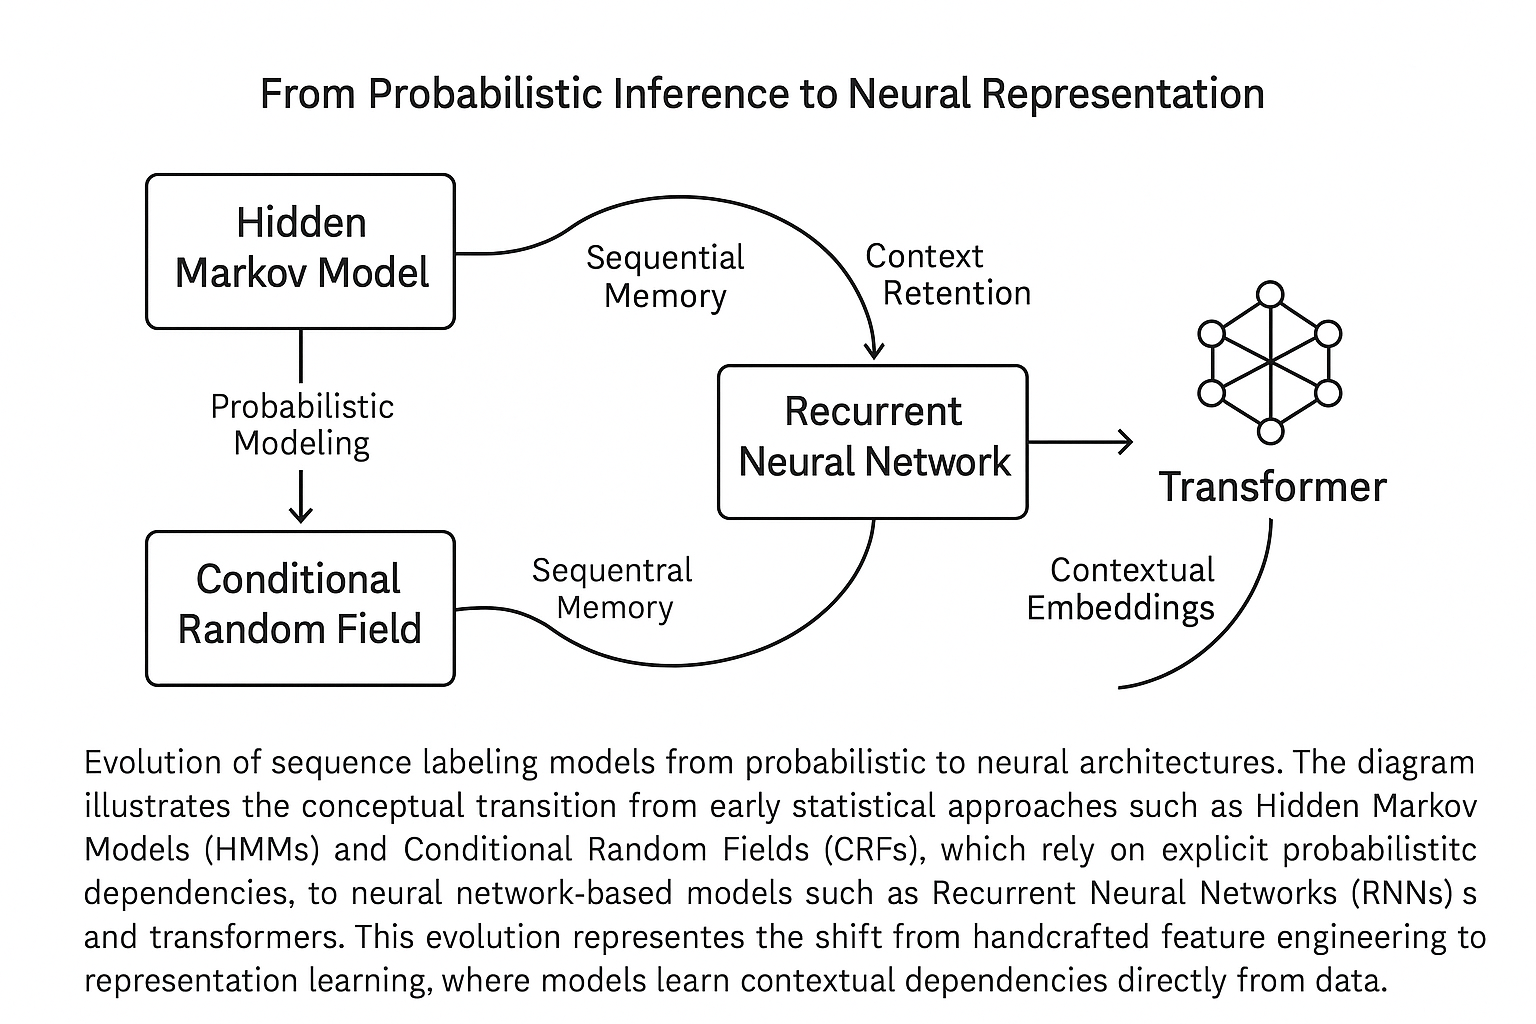 From Probabilistic Inference to Neural Representation
Hidden
Markov Model
Sequential
Memory
Context
Retention
Probabilistic
Modeling
Recurrent
Neural Network
Transformer
Conditional
Random Field
Sequentral
Memory
Contextual
Embeddings
Evolution of sequence labeling models from probabilistic to neural architectures. The diagram
illustrates the conceptual transition from early statistical approaches such as Hidden Markov
Models (HMMs) and Conditional Random Fields (CRFs), which rely on explicit probabilistitc
dependencies, to neural network-based models such as Recurrent Neural Networks (RNNs) s
and transformers. This evolution representes the shift from handcrafted feature engineering to
representation learning, where models learn contextual dependencies directly from data.